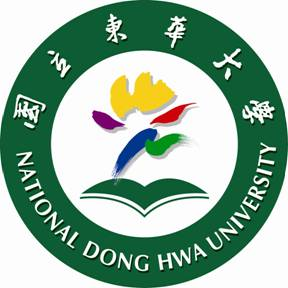 國立東華大學
NATIONAL DONG HWA UNIVERSITY